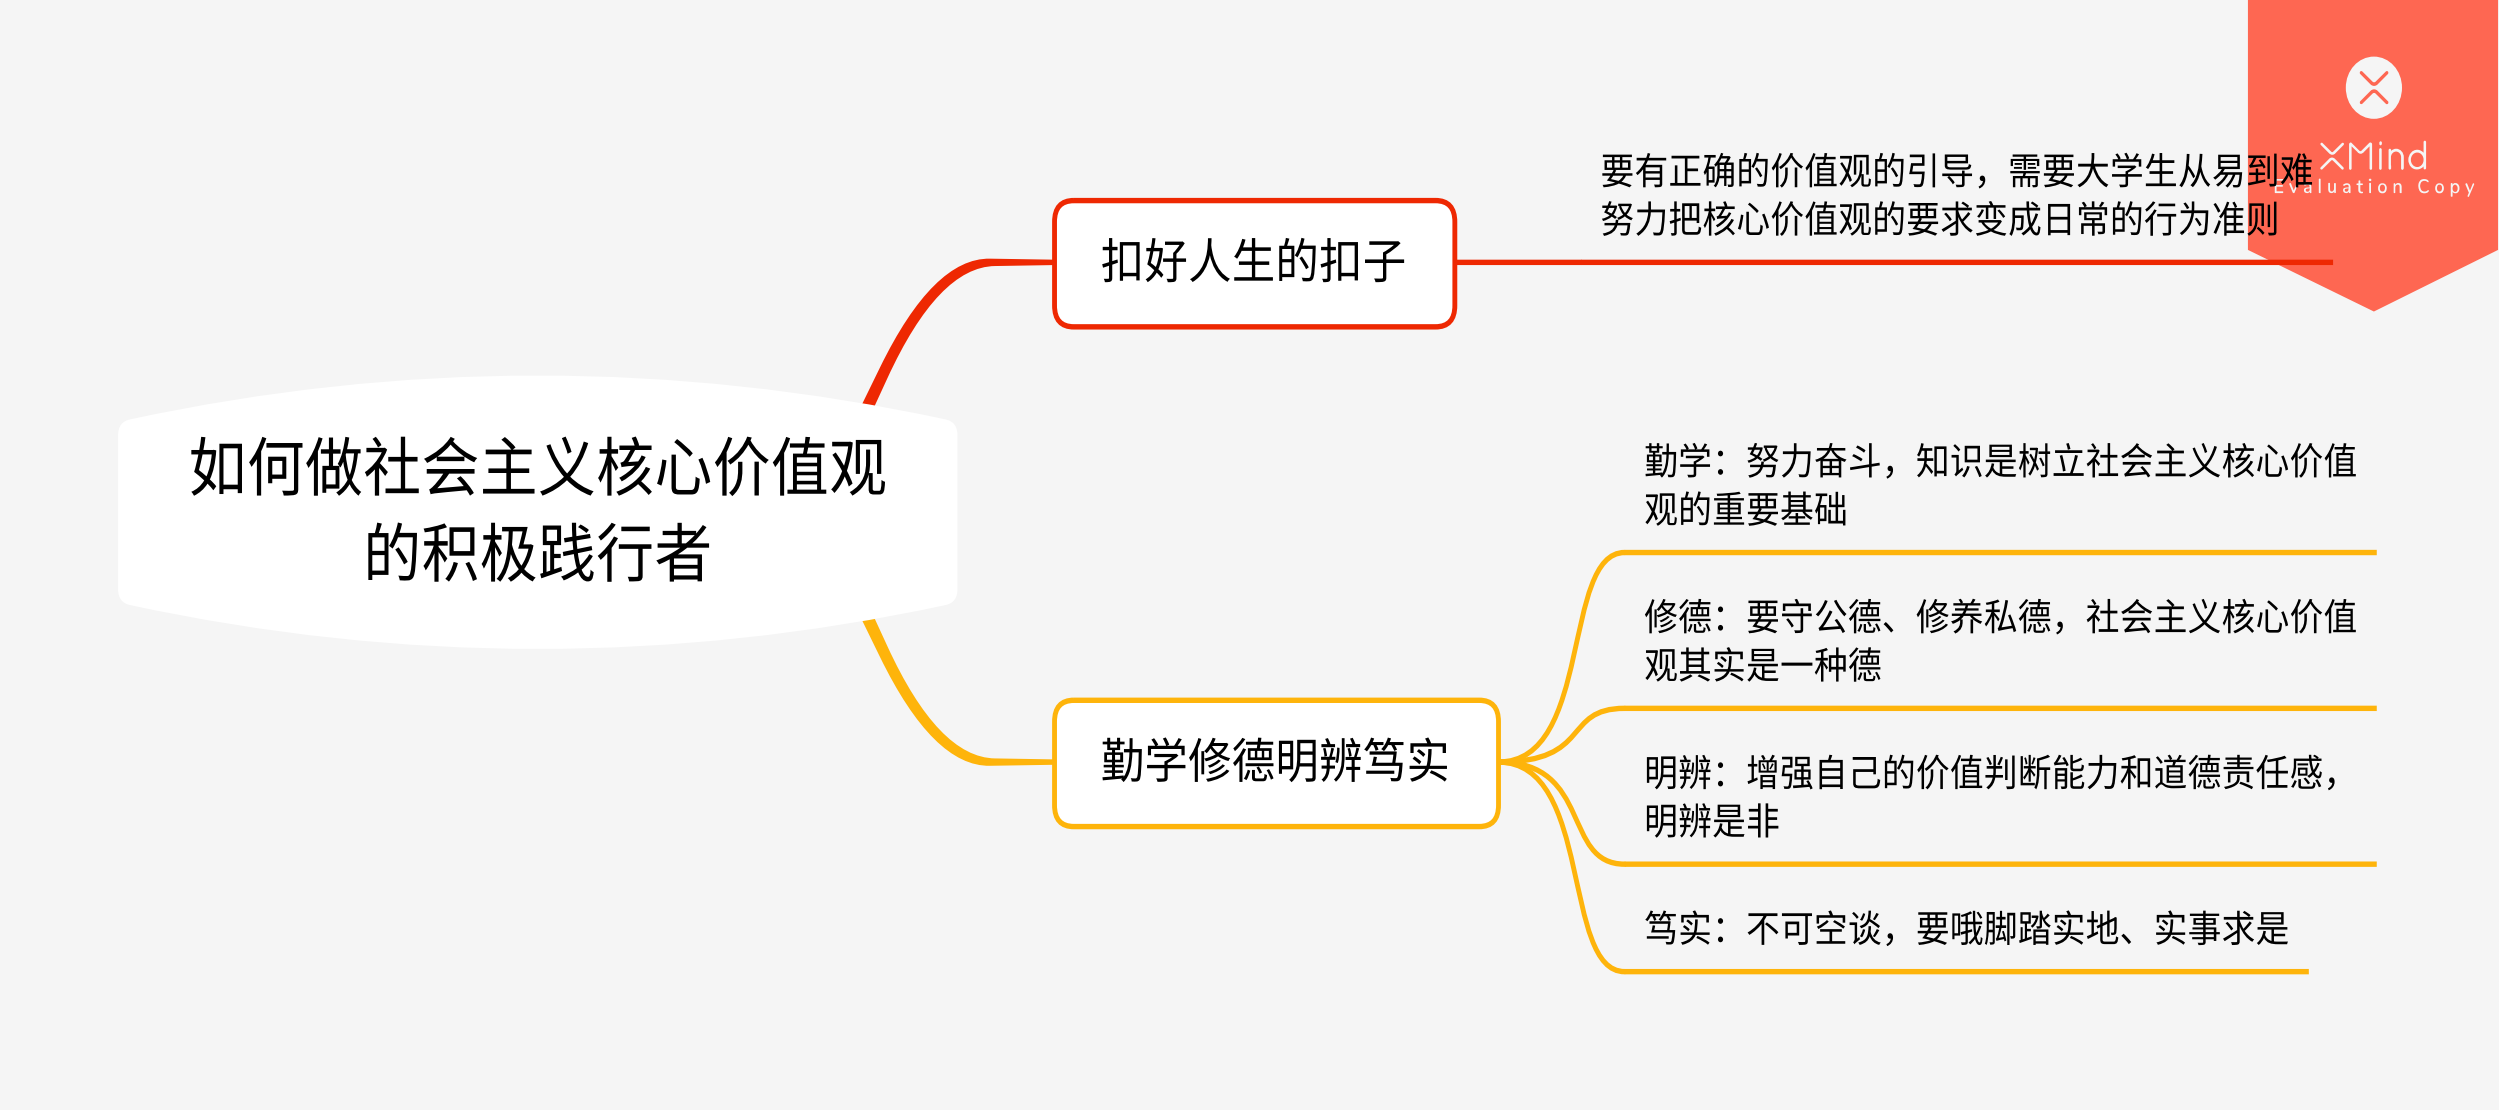 如何做社会主义核心价值观
的积极践行者
扣好人生的扣子
要有正确的价值观的引导，需要大学生从易到难
努力把核心价值观的要求变成日常的行为准则
勤学修德明辨笃实
勤学：努力奋斗，知识是树立社会主义核心价值
观的重要基础
修德：要守公德、修养私德，社会主义核心价值
观其实是一种德
明辨：增强自己的价值判断能力和道德责任感，
明辨是非
笃实：不可空谈，要脚踏实地、实事求是
XMind
Evaluation Copy